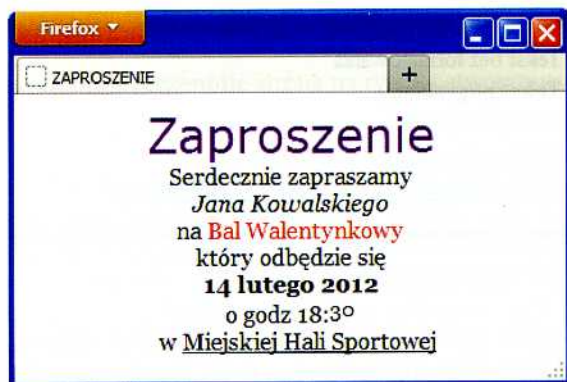 Firefox
ZAPROSZENIE
+
Zaproszenie
Serdecznie zapraszamy
Jana Kowalskiego
na Bal Walentynkowy
który odbędzie się
14 lutego 2012
o godz 18:3⁰
w Miejskiej Hali Sportowej